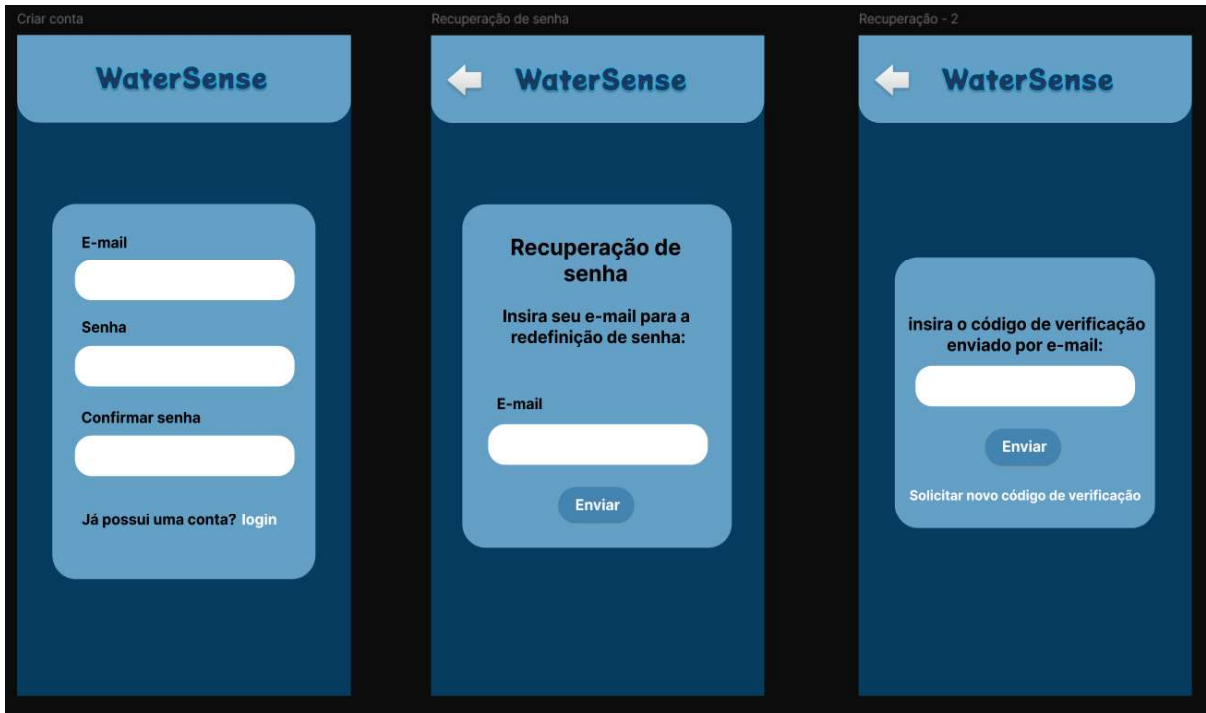 Criar conta
WaterSense
E-mail
Senha
Confirmar senha
Já possui uma conta? login
Recuperação de senha
WaterSense
Recuperação de
senha
Insira seu e-mail para a
redefinição de senha:
E-mail
Enviar
Recuperação - 2
WaterSense
insira o código de verificação
enviado por e-mail:
Enviar
Solicitar novo código de verificação